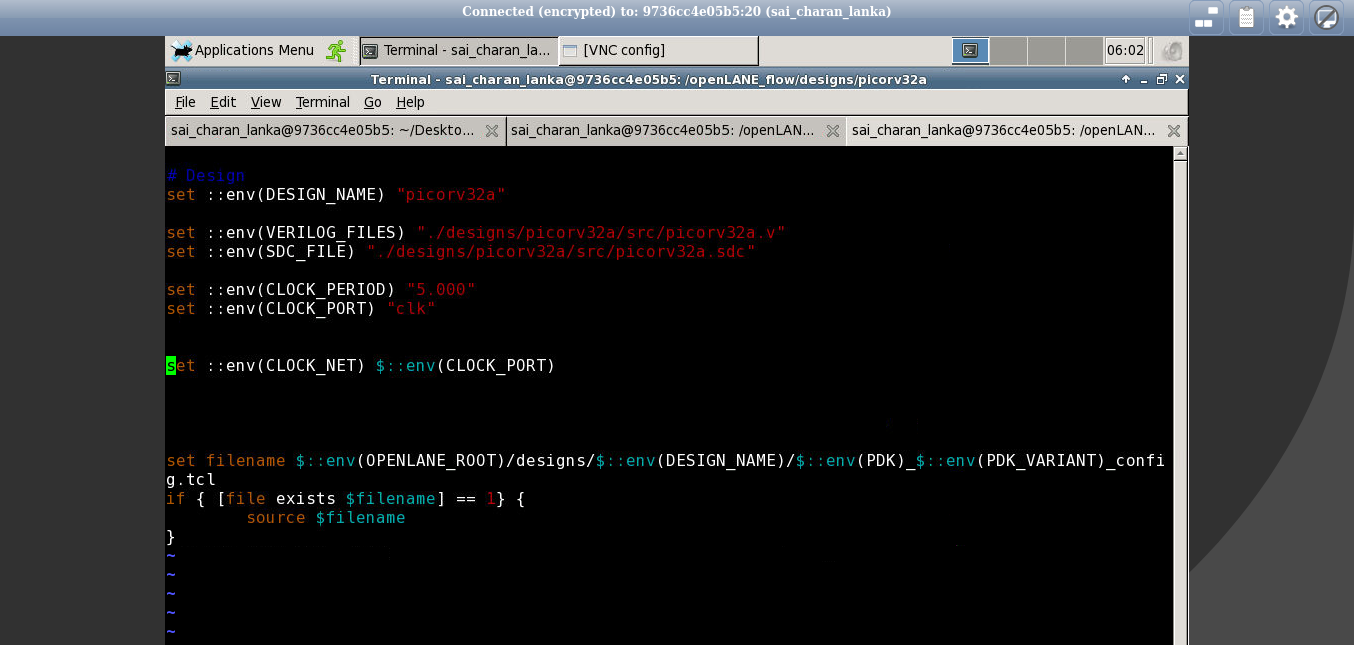 Connected (encrypted) to: 9736cc4e05b5:20 (sai_charan_lanka)
Applications Menu
Terminal - sai_charan_la...
[VNC config]
06:02
Terminal - sai_charan_lanka@9736cc4e05b5: /openLANE_flow/designs/picorv32a
File Edit View Terminal Go Help
sai_charan_lanka@9736cc4e05b5: ~/Deskto...
sai_charan_lanka@9736cc4e05b5: /openLAN...
sai_charan_lanka@9736cc4e05b5: /openLAN...
# Design
set ::env(DESIGN_NAME) "picorv32a"
set ::env(VERILOG_FILES) "./designs/picorv32a/src/picorv32a.v"
set ::env(SDC_FILE) "./designs/picorv32a/src/picorv32a.sdc"
set ::env(CLOCK_PERIOD) "5.000"
set ::env(CLOCK_PORT) "clk"
set ::env(CLOCK_NET) $::env(CLOCK_PORT)
set filename $::env(OPENLANE_ROOT)/designs/$::env(DESIGN_NAME)/$::env(PDK)_$::env(PDK_VARIANT)_confi
g.tcl
if { [file exists $filename] == 1} {
        source $filename
}
~
~
~
~
~